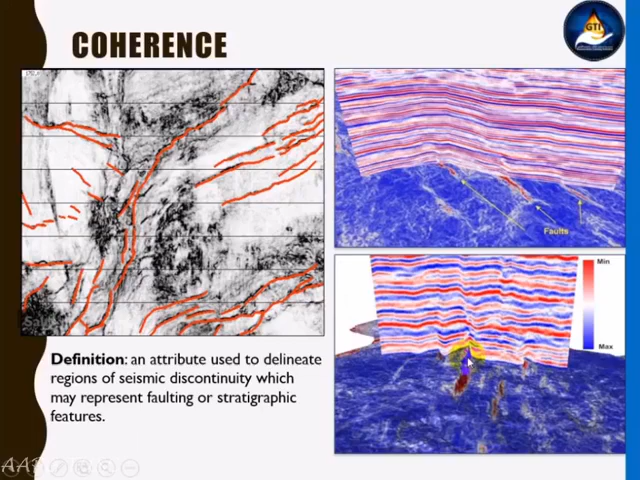 COHERENCE
GTI
Faults
Min
Max
Definition: an attribute used to delineate
regions of seismic discontinuity which
may represent faulting or stratigraphic
features.